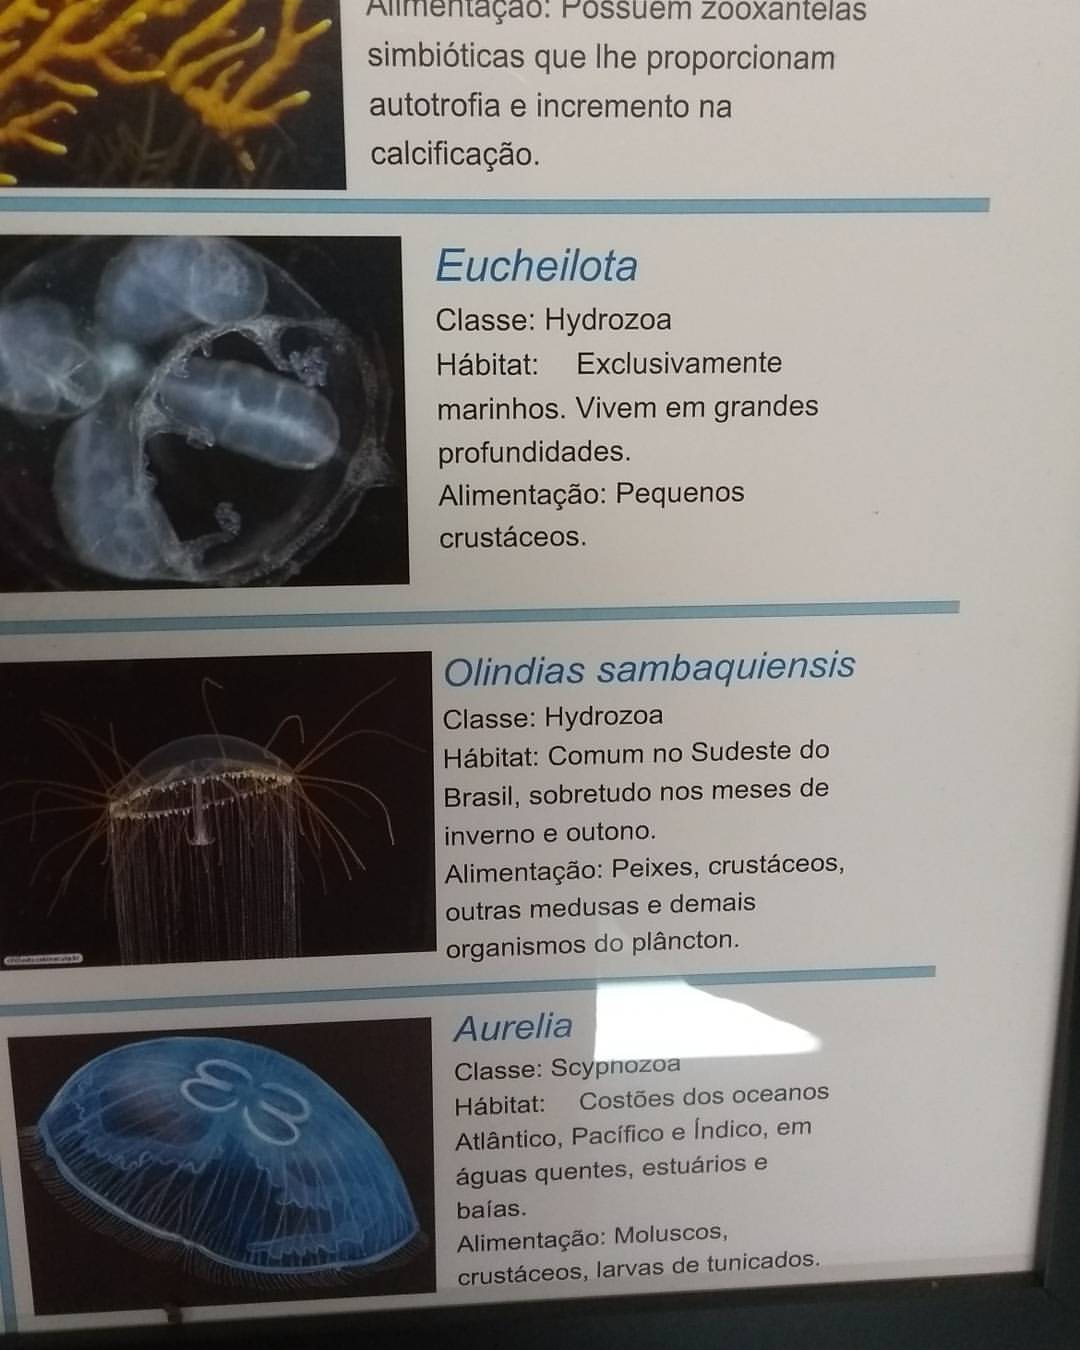 Alimentação: Possuem zooxantelas
simbióticas que lhe proporcionam
autotrofia e incremento na
calcificação.
Eucheilota
Classe: Hydrozoa
Hábitat: Exclusivamente
marinhos. Vivem em grandes
profundidades.
Alimentação: Pequenos
crustáceos.
Olindias sambaquiensis
Classe: Hydrozoa
Hábitat: Comum no Sudeste do
Brasil, sobretudo nos meses de
inverno e outono.
Alimentação: Peixes, crustáceos,
outras medusas e demais
organismos do plâncton.
Aurelia
Classe: Scyphozoa
Hábitat: Costões dos oceanos
Atlântico, Pacífico e Índico, em
águas quentes, estuários e
baías.
Alimentação: Moluscos,
crustáceos, larvas de tunicados.